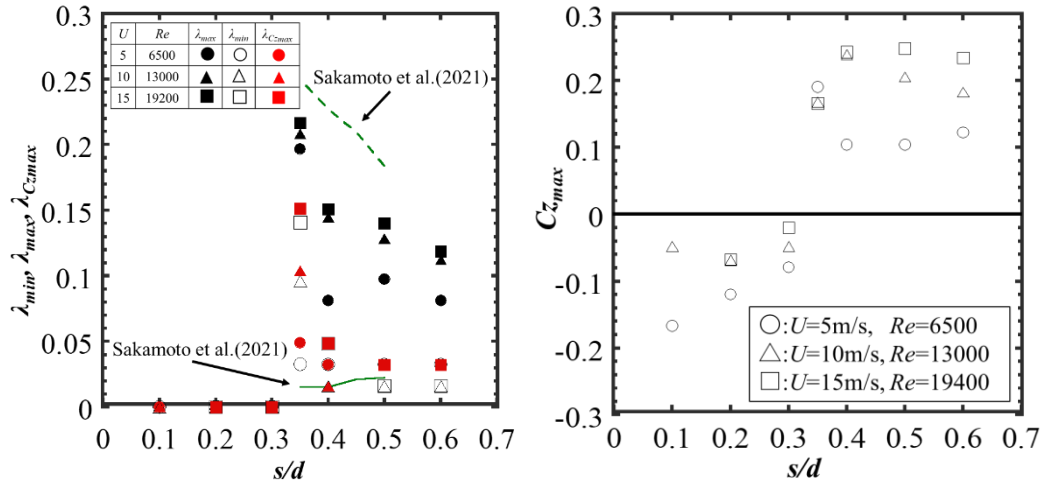 0.3
0.25
0.2
0.15
0.1
0.05
0
λmin, λmax, λCzmax
U Re λmax λmin λCzmax
5 6500
10 13000
15 19200
Sakamoto et al.(2021)
Sakamoto et al.(2021)
0 0.1 0.2 0.3 0.4 0.5 0.6 0.7
s/d
0.3
0.2
0.1
0
-0.1
-0.2
-0.3
Czmax
:U=5m/s, Re=6500
:U=10m/s, Re=13000
:U=15m/s, Re=19400
0 0.1 0.2 0.3 0.4 0.5 0.6 0.7
s/d